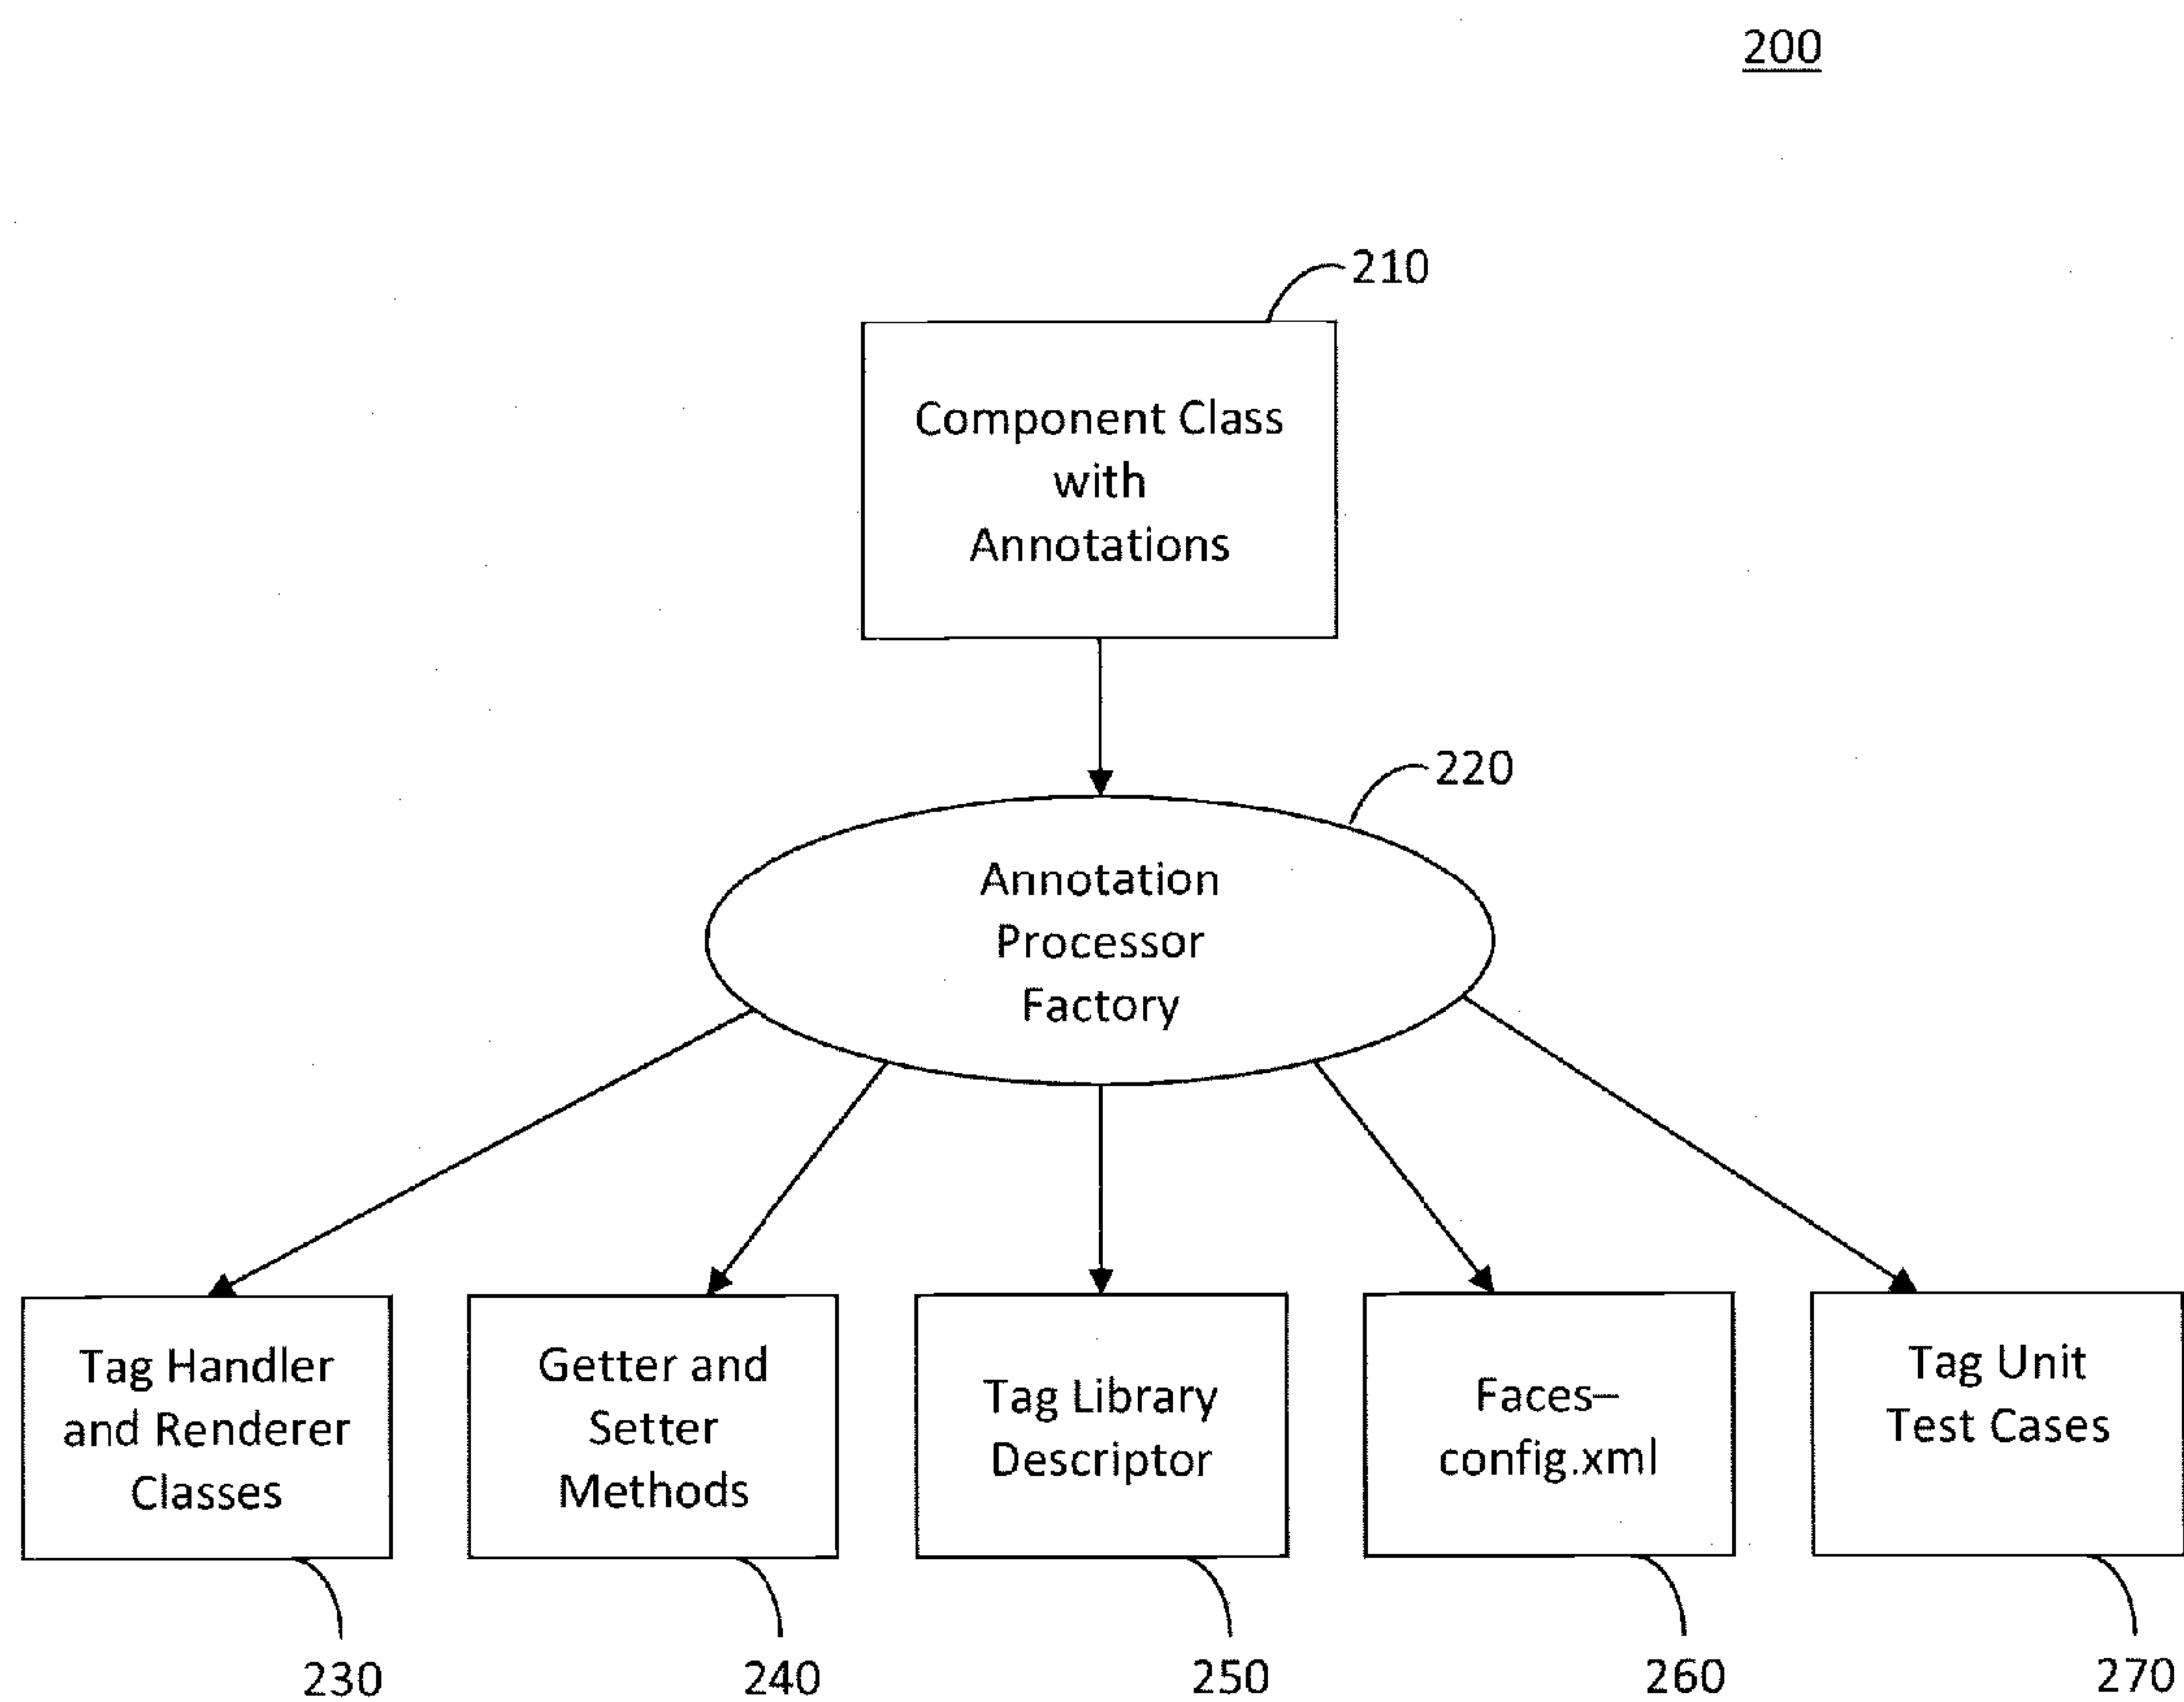 200
210
Component Class
with
Annotations
220
Annotation
Processor
Factory
Tag Handler
and Renderer
Classes
Getter and
Setter
Methods
Tag Library
Descriptor
Faces–
config.xml
Tag Unit
Test Cases
230
240
250
260
270